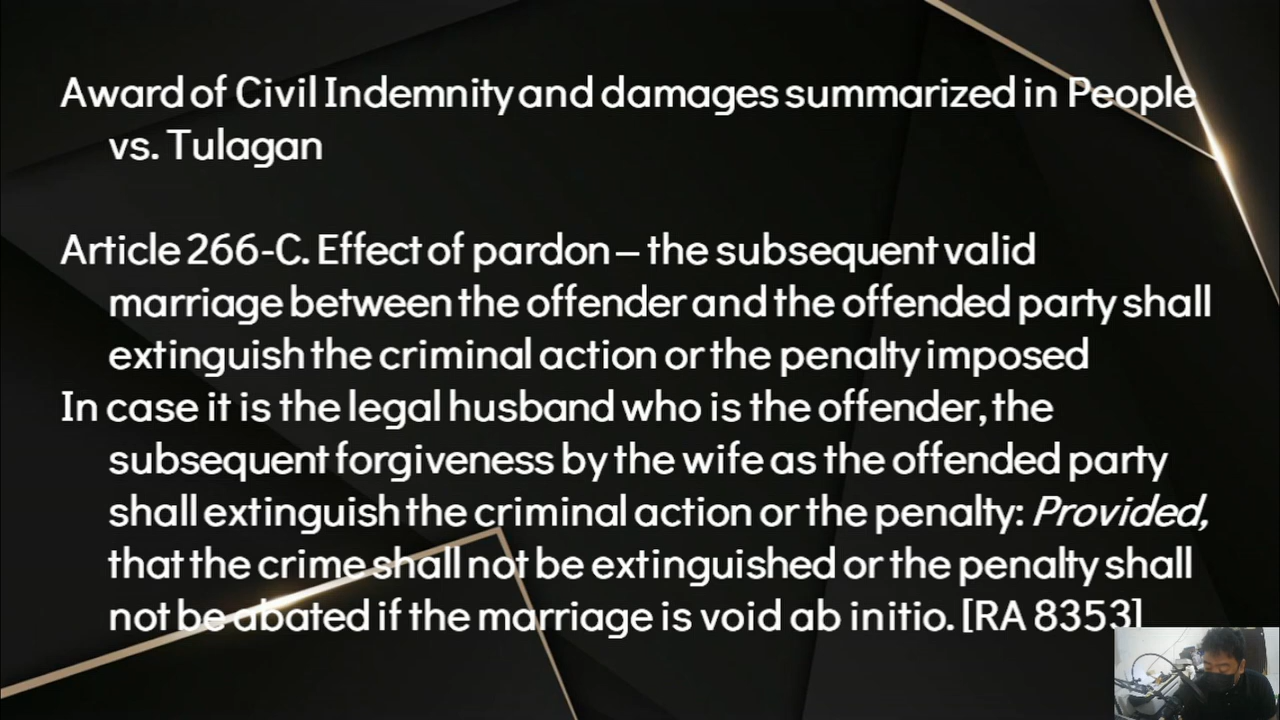 Award of Civil Indemnity and damages summarized in People
vs. Tulagan
Article 266-C. Effect of pardon – the subsequent valid
marriage between the offender and the offended party shall
extinguish the criminal action or the penalty imposed
In case it is the legal husband who is the offender, the
subsequent forgiveness by the wife as the offended party
shall extinguish the criminal action or the penalty: Provided,
that the crime shall not be extinguished or the penalty shall
not be abated if the marriage is void ab initio. [RA 8353]